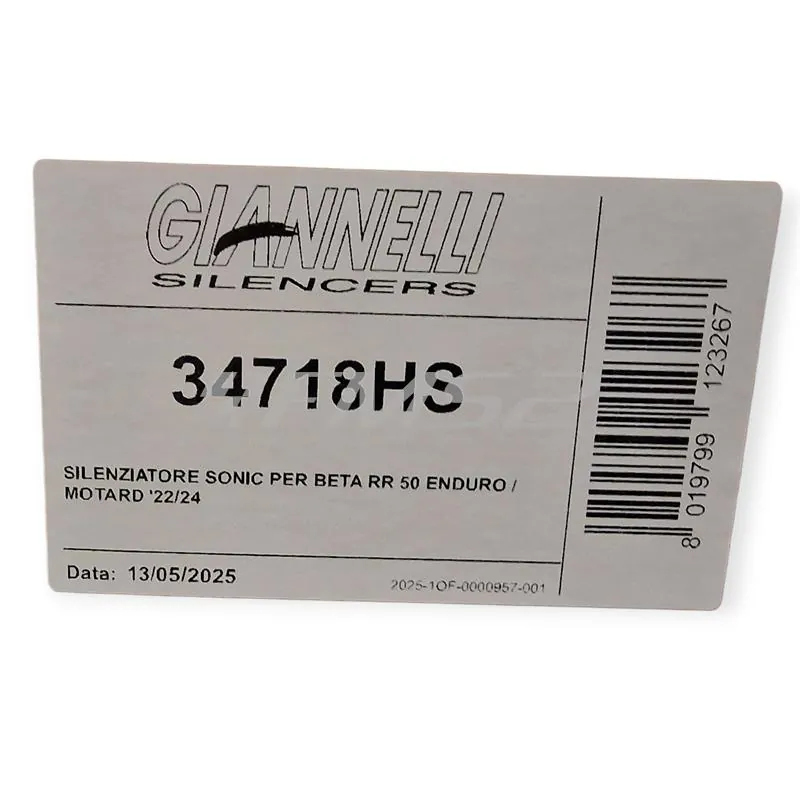 GIANNELLI
SILENCERS
34718HS
SILENZIATORE SONIC PER BETA RR 50 ENDURO /
MOTARD '22/24
Data: 13/05/2025
2025-1OF-0000957-001
8 019799 123267